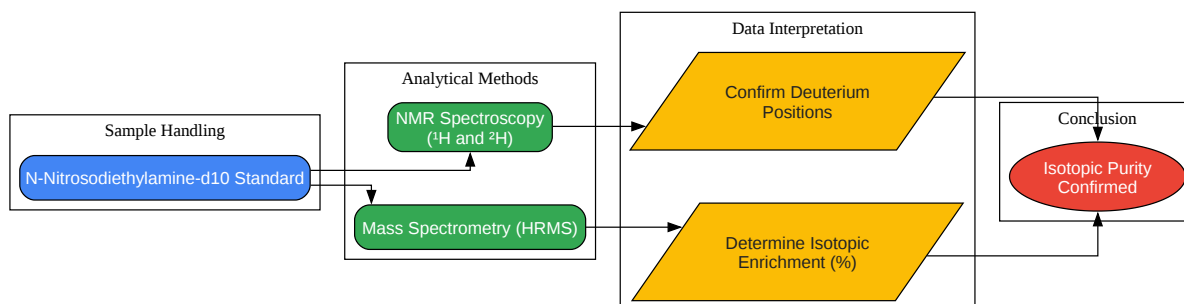 Sample Handling
N-Nitrosodiethylamine-d10 Standard
Analytical Methods
NMR Spectroscopy
(¹H and ²H)
Mass Spectrometry (HRMS)
Data Interpretation
Confirm Deuterium
Positions
Determine Isotopic
Enrichment (%)
Conclusion
Isotopic Purity
Confirmed